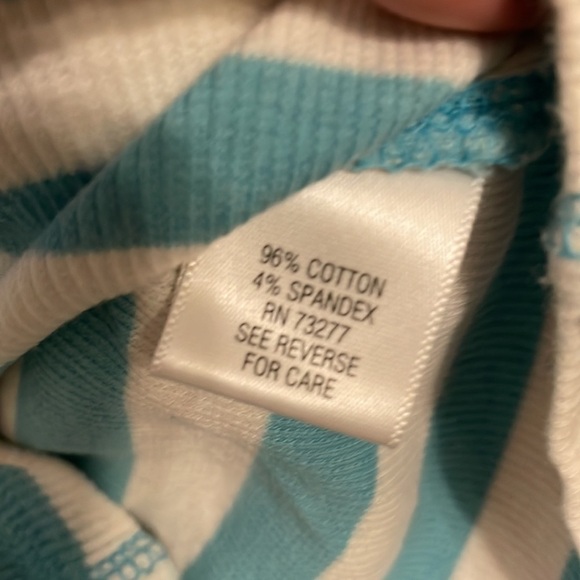 96% COTTON
4% SPANDEX
RN 73277
SEE REVERSE
FOR CARE